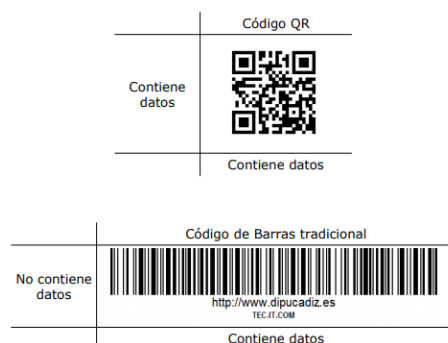 Código QR
Contiene
datos
Contiene datos
Código de Barras tradicional
No contiene
datos
http://www.dipucadiz.es
TEC-IT.COM
Contiene datos